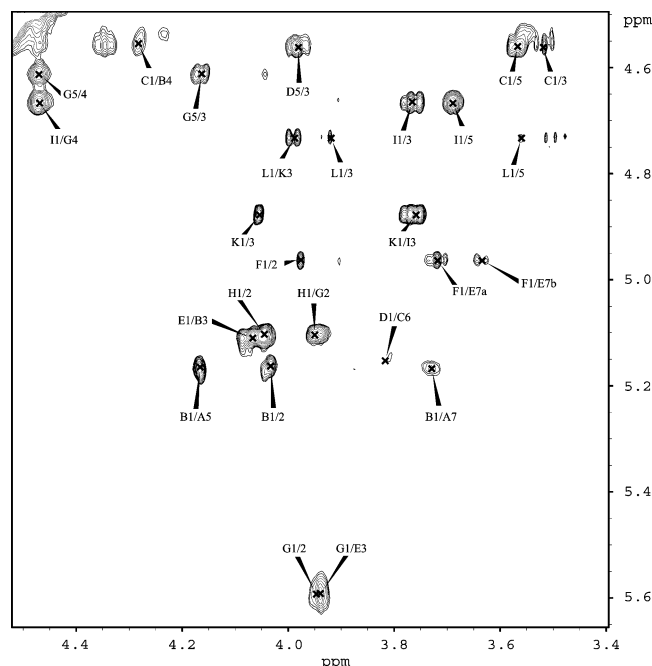 ppm
C1/B4
G5/4
G5/3
D5/3
C1/5
C1/3
4.6
I1/G4
I1/3
I1/5
L1/K3
L1/3
L1/5
4.8
K1/3
K1/I3
F1/2
F1/E7a
F1/E7b
5.0
H1/2
H1/G2
E1/B3
D1/C6
5.2
B1/A5
B1/2
B1/A7
5.4
G1/2
G1/E3
5.6
4.4 4.2 4.0 3.8 3.6 3.4
ppm